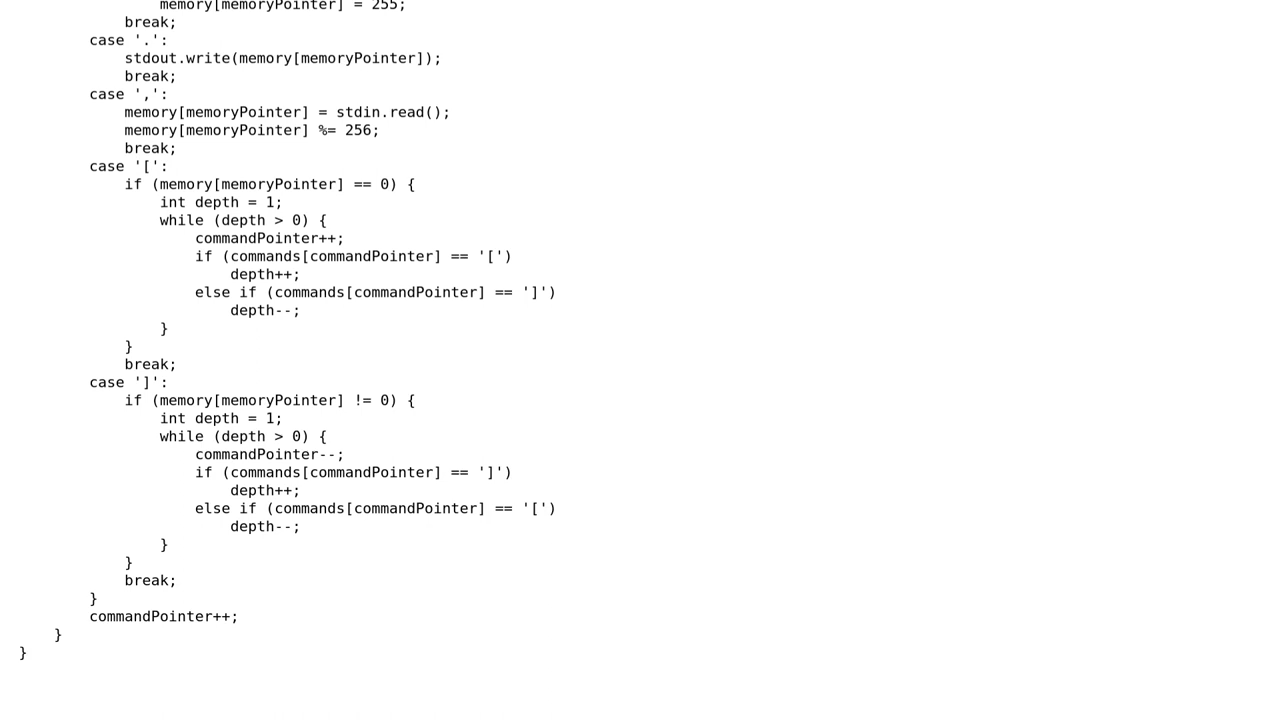 memory[memoryPointer] = 255;
            break;
        case '.':
            stdout.write(memory[memoryPointer]);
            break;
        case ',':
            memory[memoryPointer] = stdin.read();
            memory[memoryPointer] %= 256;
            break;
        case '[':
            if (memory[memoryPointer] == 0) {
                int depth = 1;
                while (depth > 0) {
                    commandPointer++;
                    if (commands[commandPointer] == '[')
                        depth++;
                    else if (commands[commandPointer] == ']')
                        depth--;
                }
            }
            break;
        case ']':
            if (memory[memoryPointer] != 0) {
                int depth = 1;
                while (depth > 0) {
                    commandPointer--;
                    if (commands[commandPointer] == ']')
                        depth++;
                    else if (commands[commandPointer] == '[')
                        depth--;
                }
            }
            break;
        }
        commandPointer++;
    }
}